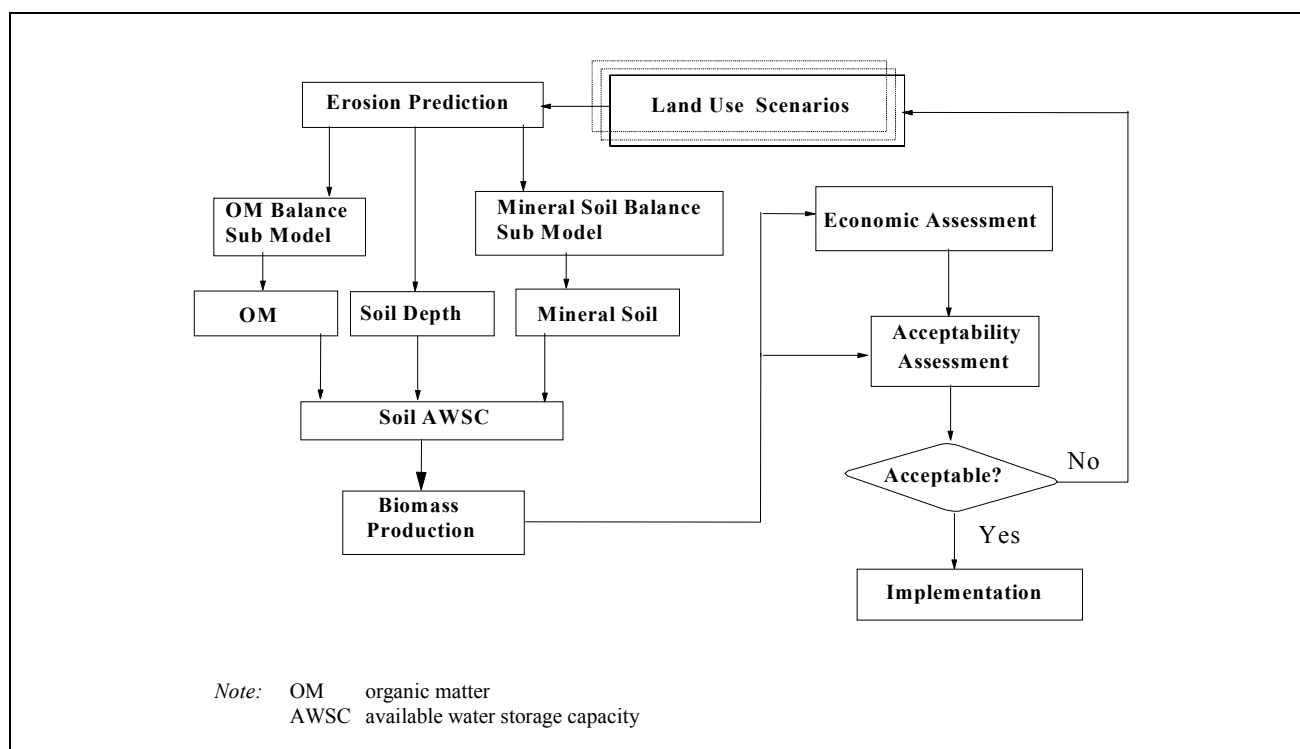 Erosion Prediction
Land Use Scenarios
OM Balance
Sub Model
Mineral Soil Balance
Sub Model
Economic Assessment
OM
Soil Depth
Mineral Soil
Acceptability
Assessment
Soil AWSC
Acceptable?
No
Biomass
Production
Yes
Implementation
Note: OM organic matter
AWSC available water storage capacity